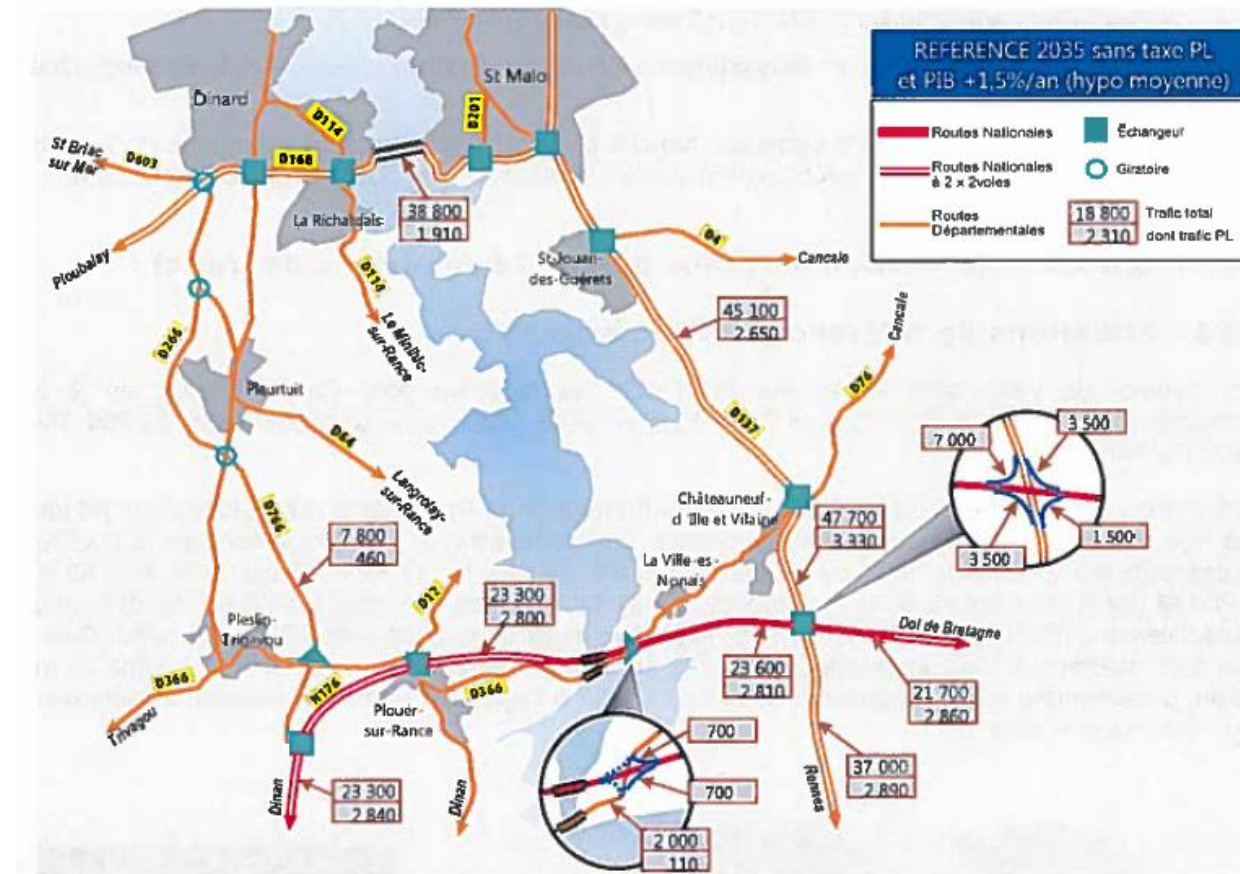 REFERENCE 2035 sans taxe PL
et PIB +1,5%/an (hypo moyenne)
Routes Nationales
Échangeur
Routes Nationales
à 2 x 2voies
Giratoire
Routes
Départementales
18 800
2 310
Trafic total
dont trafic PL
St Malo
Dinard
D114
D201
St Briac
sur Mer
D603
D168
La Richardais
38 800
1 910
Ploubalay
D114
Le Minihic-
sur-Rance
St Jouan-
des-Guérets
D4
Cancale
45 100
2 650
D266
Pleurtuit
D64
Langrolay-
sur-Rance
D137
D76
Cancale
7 000
3 500
3 500
1 500
Châteauneuf-
d'Ille et Vilaine
47 700
3 330
La Ville-es-
Nonais
D766
7 800
460
D12
23 300
2 800
Pleslin-
Trigavou
D366
Trivagou
N176
D366
Plouër-
sur-Rance
Dol de Bretagne
23 600
2 810
21 700
2 860
Dinan
23 300
2 840
Dinan
700
700
2 000
110
Rennes
37 000
2 890